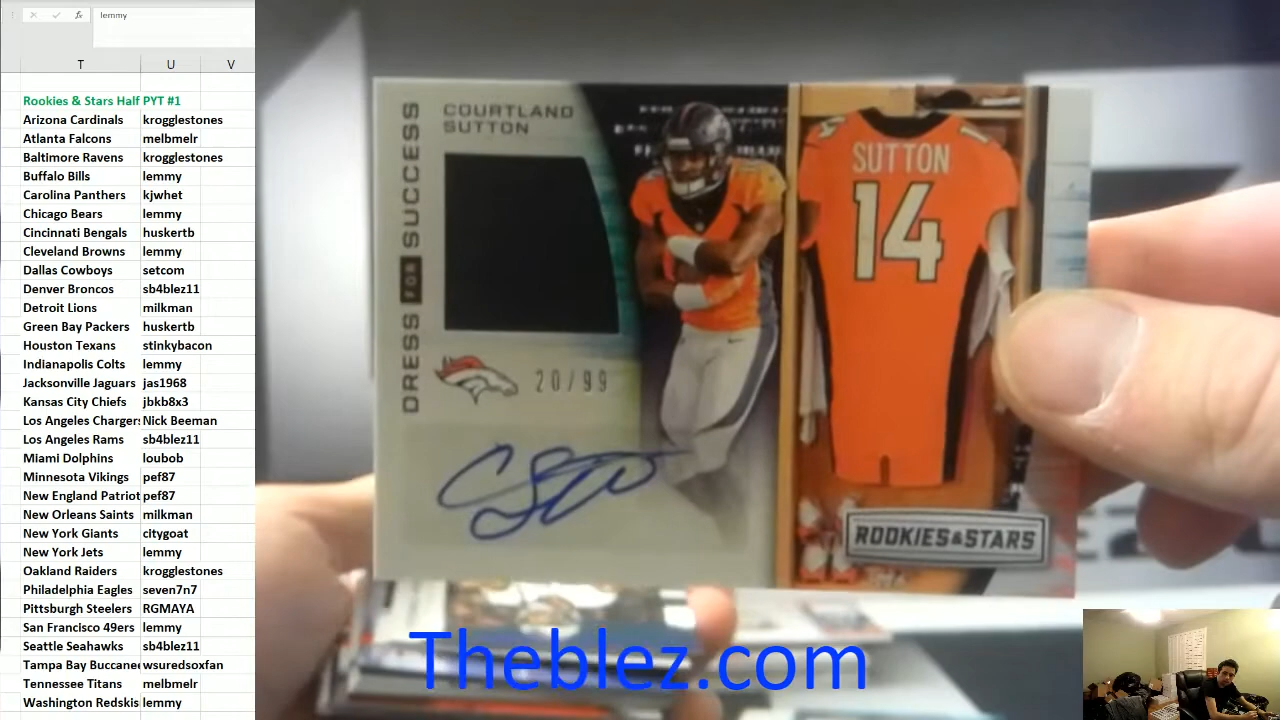 lemmy
T U V
Rookies & Stars Half PYT #1
Arizona Cardinals krogglestones
Atlanta Falcons melbmelr
Baltimore Ravens krogglestones
Buffalo Bills lemmy
Carolina Panthers kjwhet
Chicago Bears lemmy
Cincinnati Bengals huskertb
Cleveland Browns lemmy
Dallas Cowboys setcom
Denver Broncos sb4blez11
Detroit Lions milkman
Green Bay Packers huskertb
Houston Texans stinkybacon
Indianapolis Colts lemmy
Jacksonville Jaguars jas1968
Kansas City Chiefs jbkb8x3
Los Angeles Chargers Nick Beeman
Los Angeles Rams sb4blez11
Miami Dolphins loubob
Minnesota Vikings pef87
New England Patriot pef87
New Orleans Saints milkman
New York Giants citygoat
New York Jets lemmy
Oakland Raiders krogglestones
Philadelphia Eagles seven7n7
Pittsburgh Steelers RGMAYA
San Francisco 49ers lemmy
Seattle Seahawks sb4blez11
Tampa Bay Buccanee wsuredsoxfan
Tennessee Titans melbmelr
Washington Redskis lemmy
DRESS FOR SUCCESS
COURTLAND
SUTTON
20/99
SUTTON
14
ROOKIES & STARS
Theblez.com